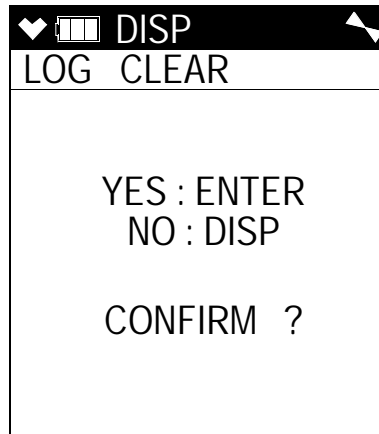 DISP
LOG CLEAR
YES : ENTER
NO : DISP
CONFIRM ?